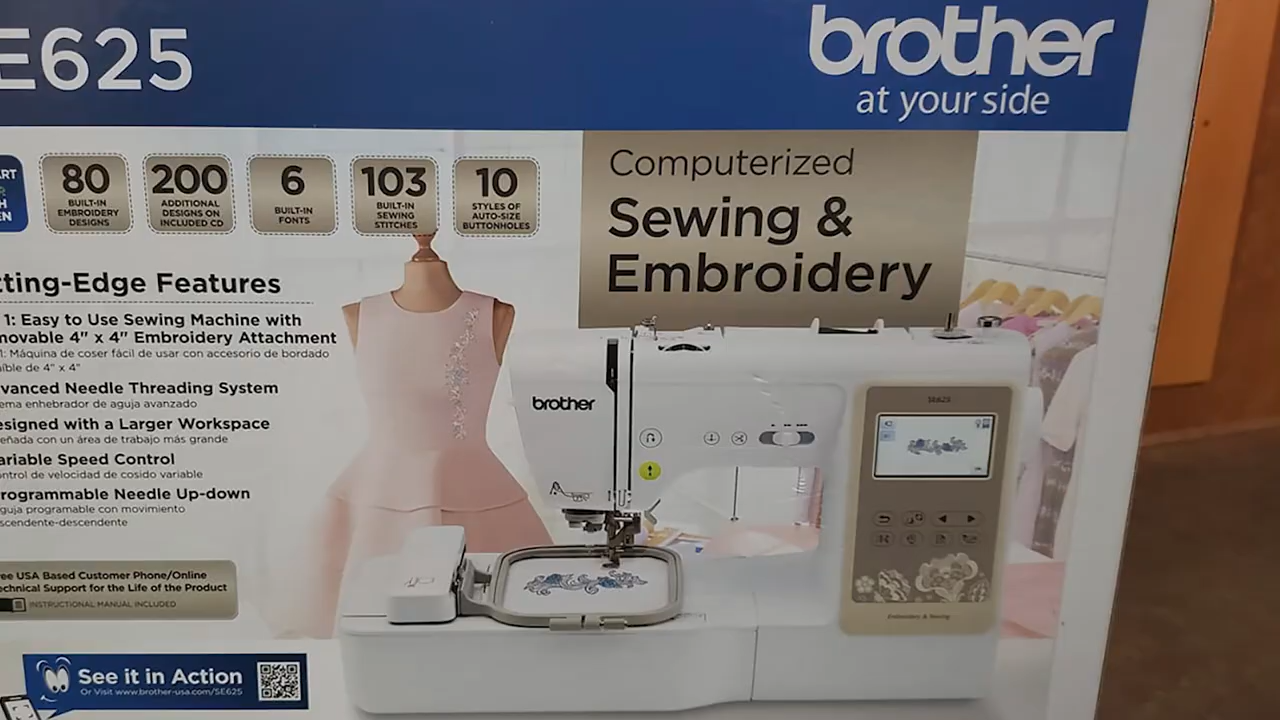 E625
brother
at your side
ART
H
EN
80
BUILT-IN
EMBROIDERY
DESIGNS
200
ADDITIONAL
DESIGNS ON
INCLUDED CD
6
BUILT-IN
FONTS
103
BUILT-IN
SEWING
STITCHES
10
STYLES OF
AUTO-SIZE
BUTTONHOLES
Computerized
Sewing &
Embroidery
tting-Edge Features
1: Easy to Use Sewing Machine with
movable 4" x 4" Embroidery Attachment
1: Máquina de coser fácil de usar con accesorio de bordado
ible de 4" x 4"
vanced Needle Threading System
ema enhebrador de aguja avanzado
esigned with a Larger Workspace
eñada con un área de trabajo más grande
ariable Speed Control
ontrol de velocidad de cosido variable
rogrammable Needle Up-down
guja programable con movimiento
scendente-descendente
ree USA Based Customer Phone/Online
echnical Support for the Life of the Product
INSTRUCTIONAL MANUAL INCLUDED
See it in Action
Or Visit www.brother-usa.com/SE625
brother
SE625
Embroidery & Sewing